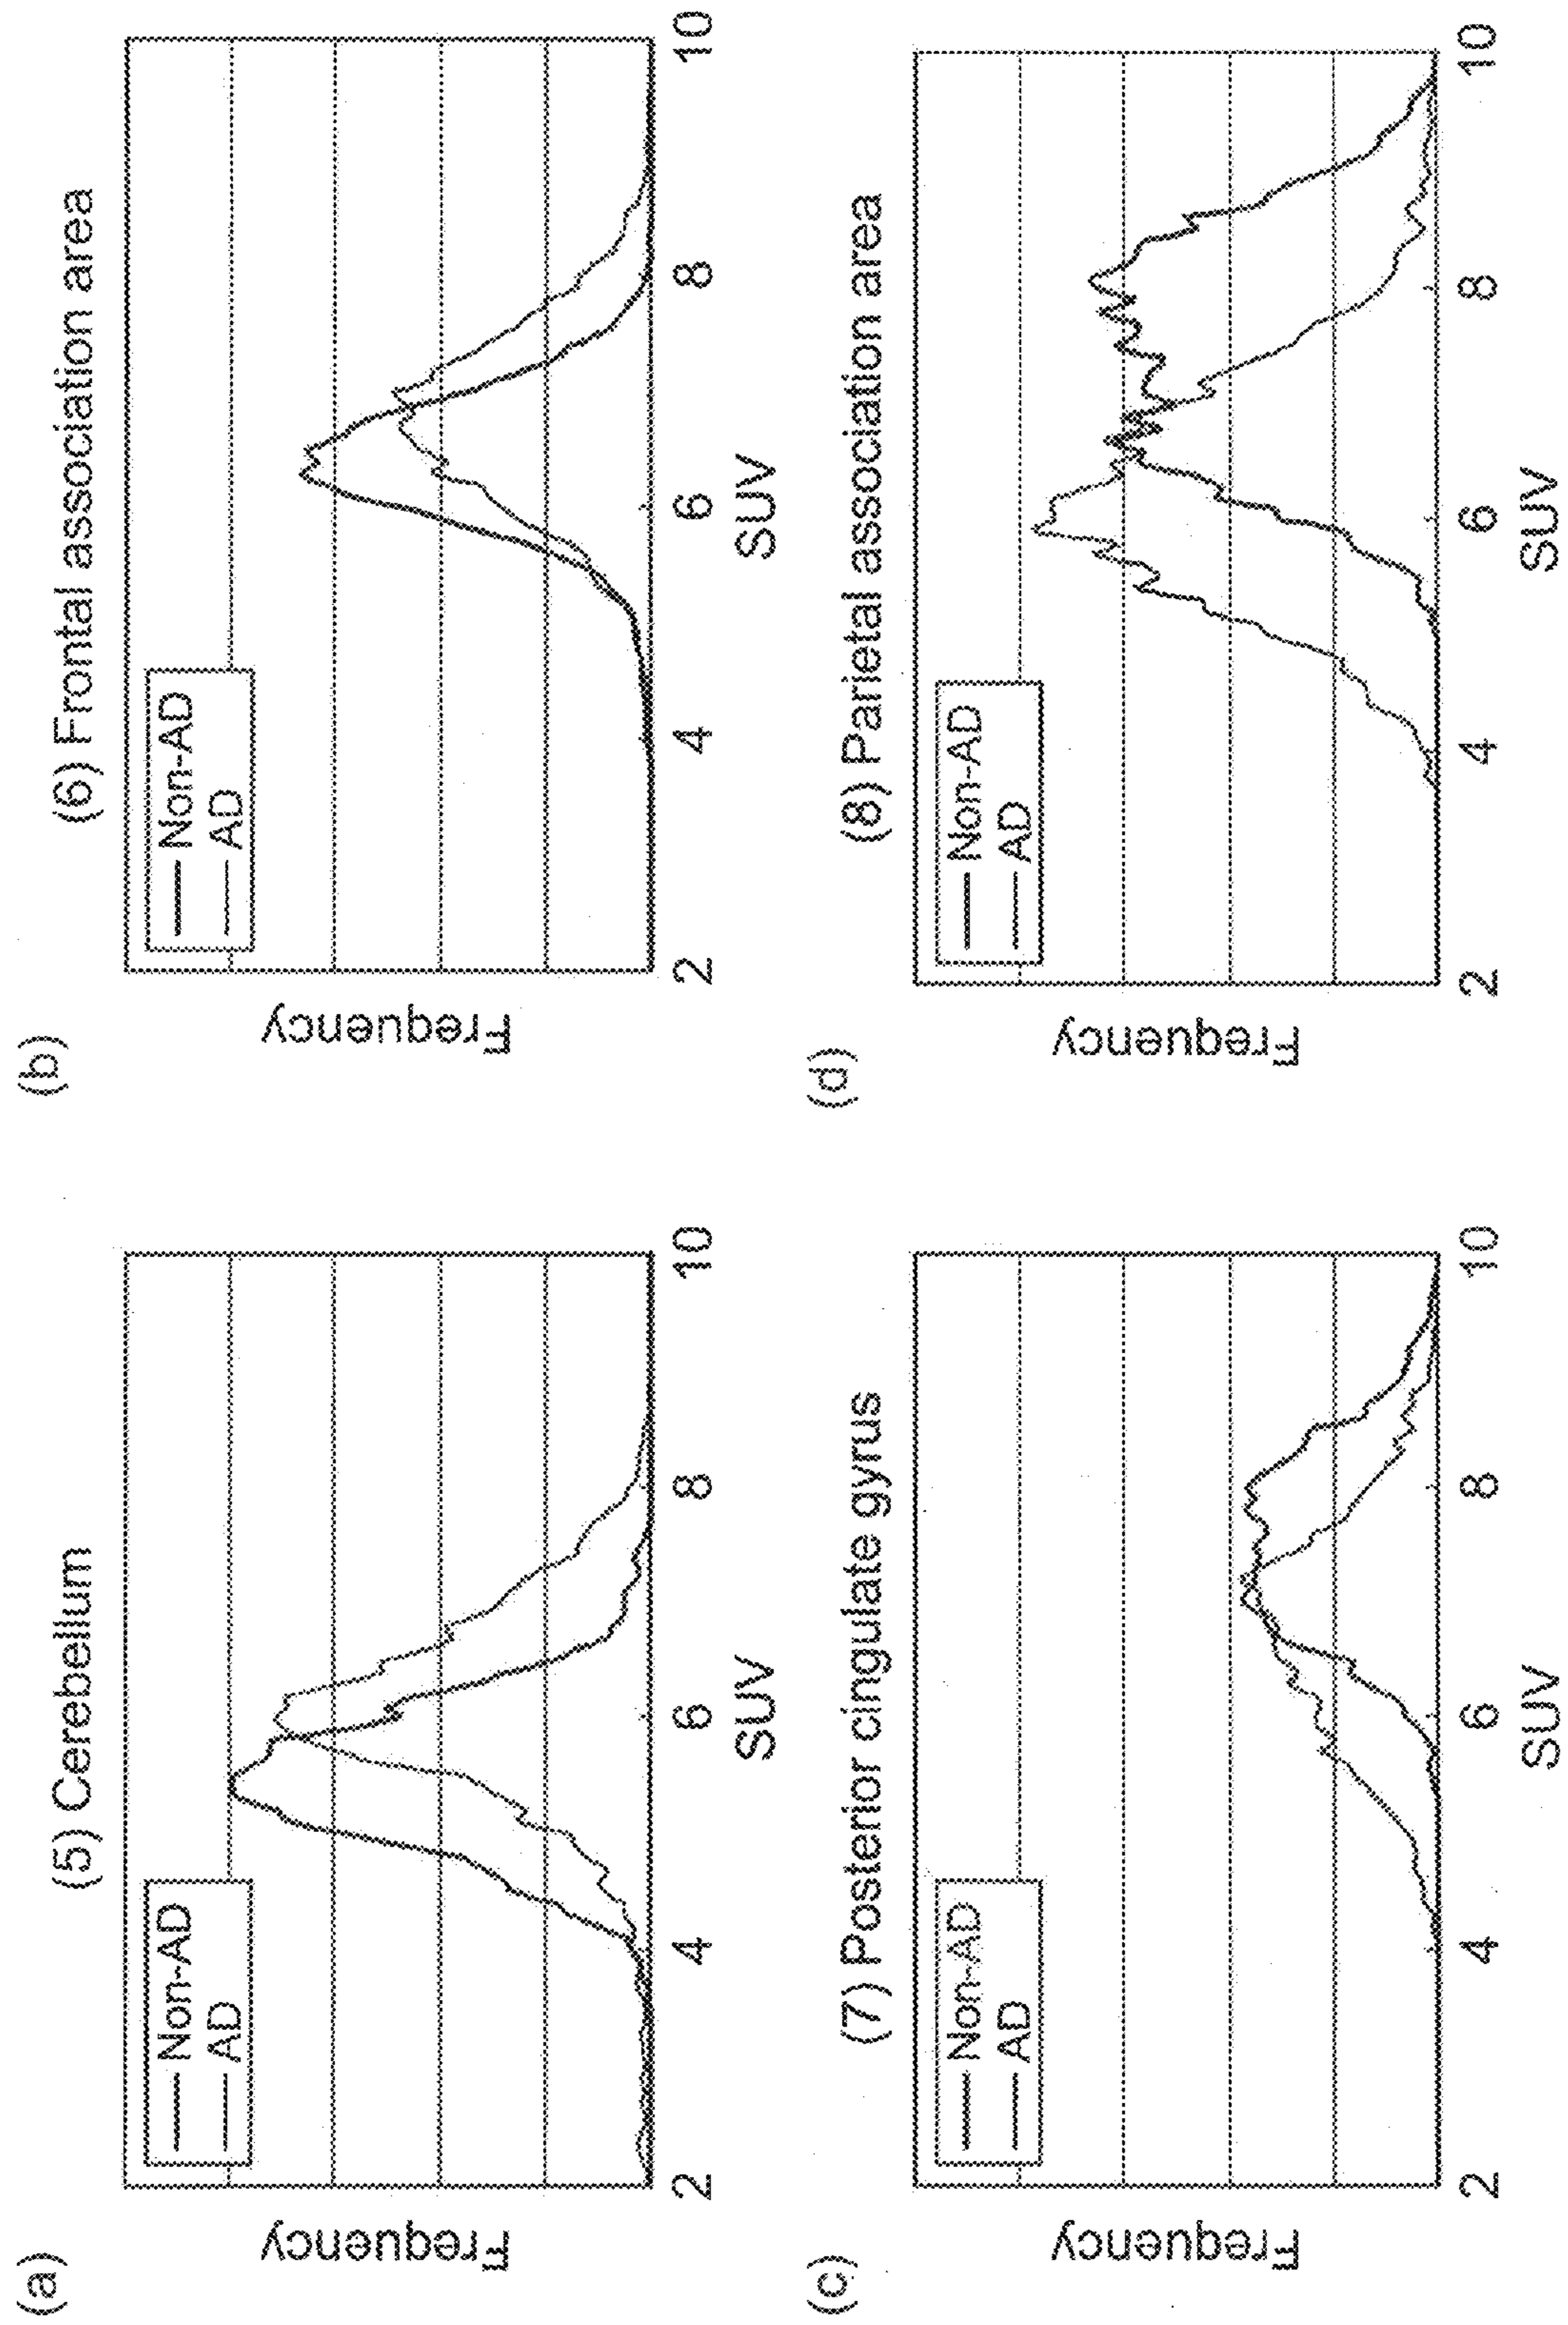 (a)
(5) Cerebellum
Non-AD
AD
Frequency
2 4 6 8 10
SUV
(b)
(6) Frontal association area
Non-AD
AD
Frequency
2 4 6 8 10
SUV
(c)
(7) Posterior cingulate gyrus
Non-AD
AD
Frequency
2 4 6 8 10
SUV
(d)
(8) Parietal association area
Non-AD
AD
Frequency
2 4 6 8 10
SUV